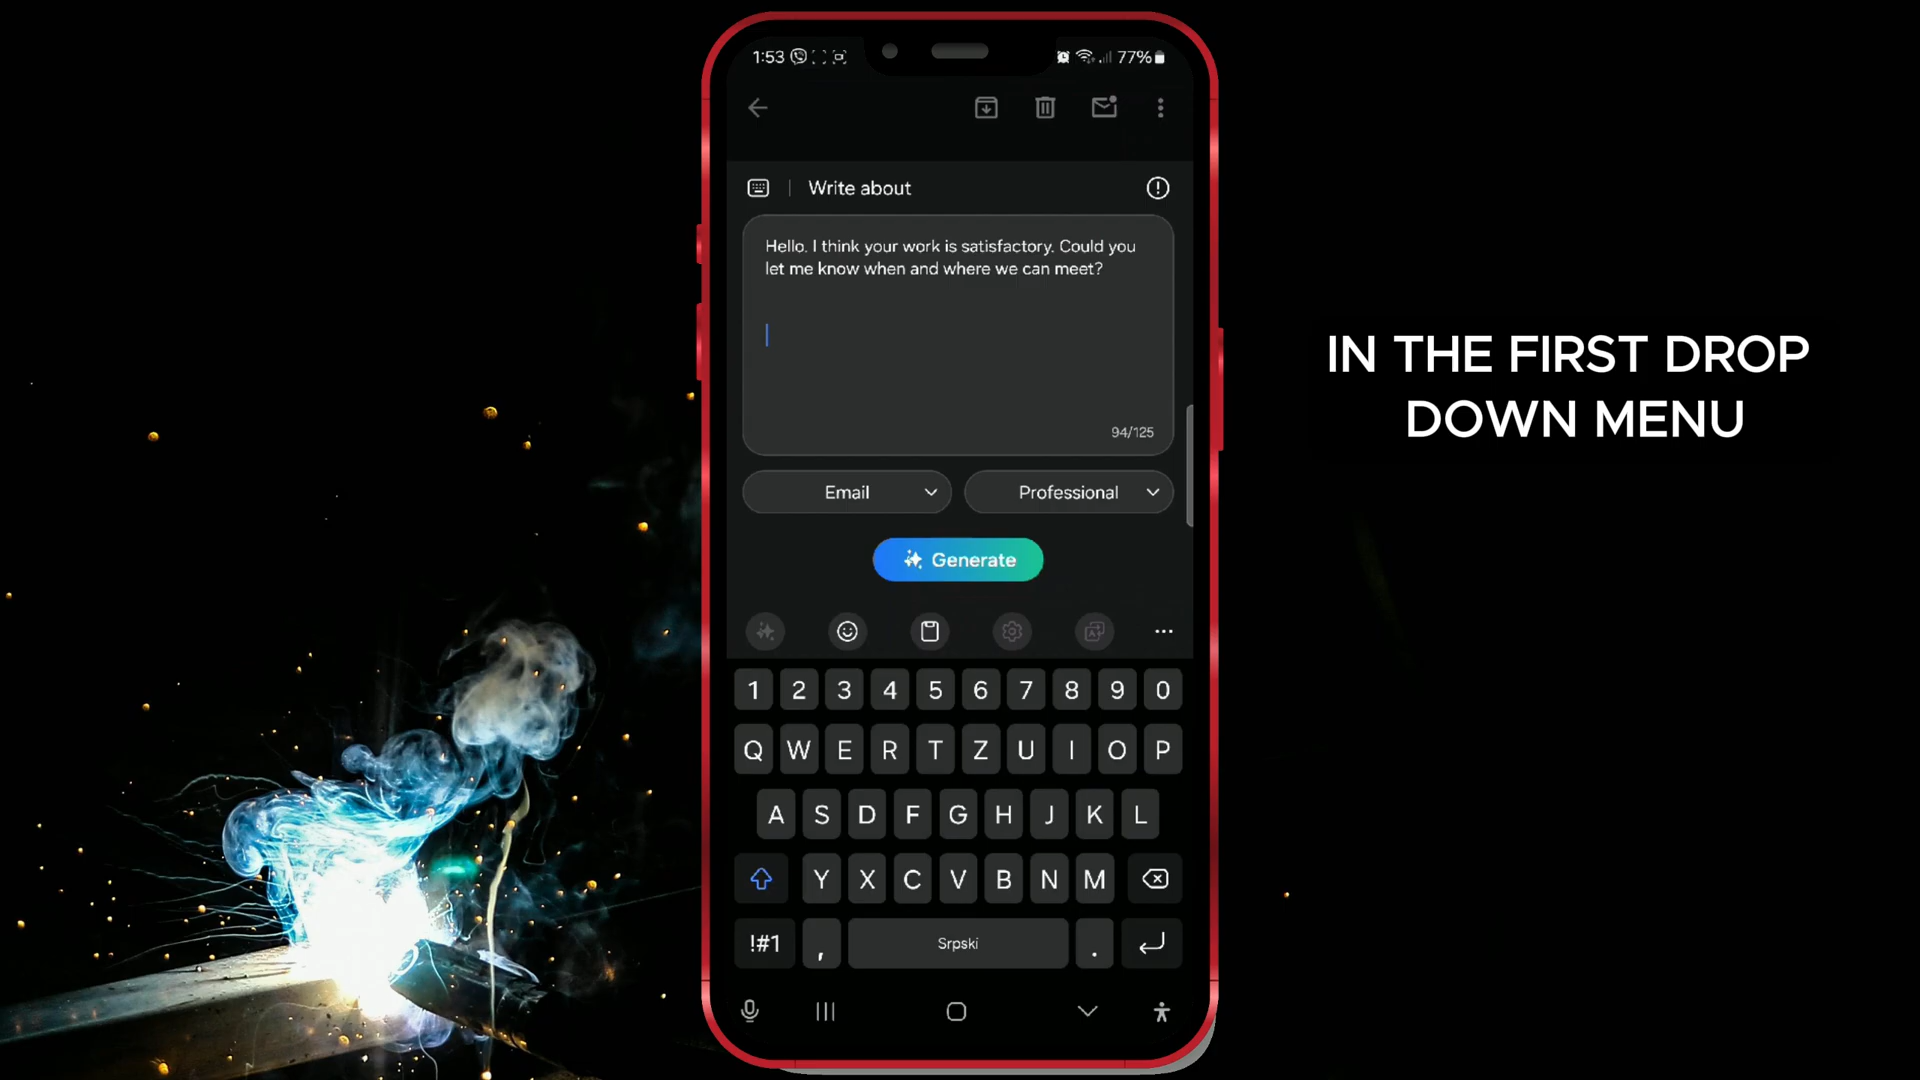 1:53
77%
Write about
Hello. I think your work is satisfactory. Could you
let me know when and where we can meet?
94/125
Email
Professional
Generate
1 2 3 4 5 6 7 8 9 0
Q W E R T Z U I O P
A S D F G H J K L
Y X C V B N M
!#1 , Srpski .
IN THE FIRST DROP
DOWN MENU